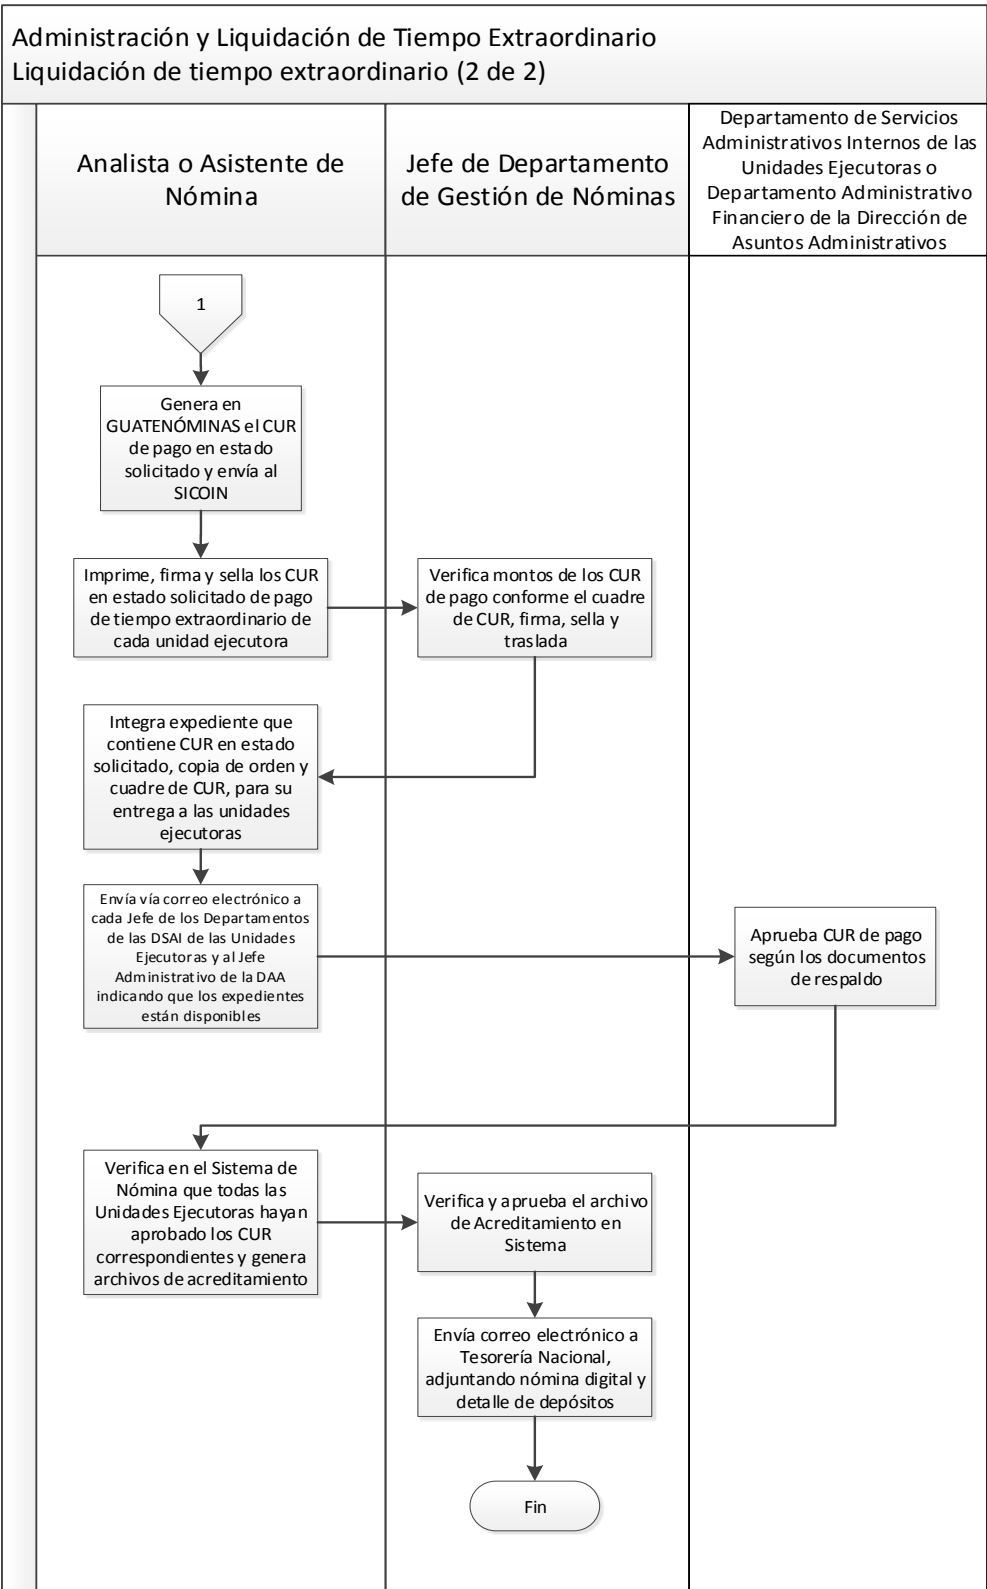 Administración y Liquidación de Tiempo Extraordinario
Liquidación de tiempo extraordinario (2 de 2)
Analista o Asistente de
Nómina
Jefe de Departamento
de Gestión de Nóminas
Departamento de Servicios
Administrativos Internos de las
Unidades Ejecutoras o
Departamento Administrativo
Financiero de la Dirección de
Asuntos Administrativos
1
Genera en
GUATENÓMINAS el CUR
de pago en estado
solicitado y envía al
SICOIN
Imprime, firma y sella los CUR
en estado solicitado de pago
de tiempo extraordinario de
cada unidad ejecutora
Verifica montos de los CUR
de pago conforme el cuadre
de CUR, firma, sella y
traslada
Integra expediente que
contiene CUR en estado
solicitado, copia de orden y
cuadre de CUR, para su
entrega a las unidades
ejecutoras
Envía vía correo electrónico a
cada Jefe de los Departamentos
de las DSAI de las Unidades
Ejecutoras y al Jefe
Administrativo de la DAA
indicando que los expedientes
están disponibles
Aprueba CUR de pago
según los documentos
de respaldo
Verifica en el Sistema de
Nómina que todas las
Unidades Ejecutoras hayan
aprobado los CUR
correspondientes y genera
archivos de acreditamiento
Verifica y aprueba el archivo
de Acreditamiento en
Sistema
Envía correo electrónico a
Tesorería Nacional,
adjuntando nómina digital y
detalle de depósitos
Fin